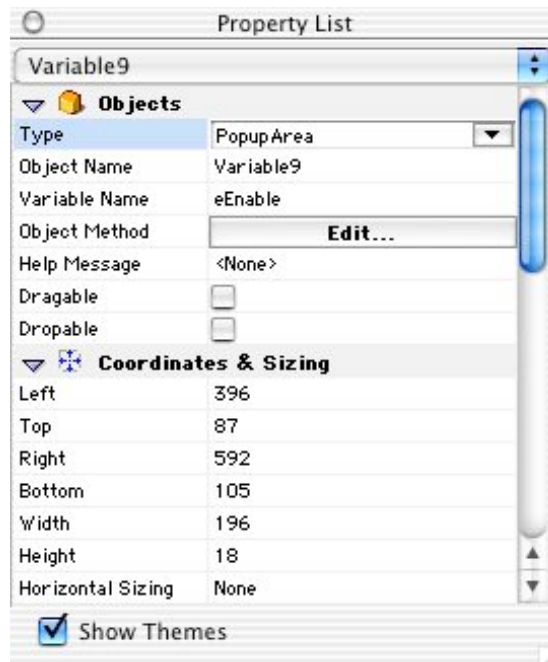 Property List
Variable9
Objects
Type PopupArea
Object Name Variable9
Variable Name eEnable
Object Method Edit...
Help Message <None>
Dragable
Dropable
Coordinates & Sizing
Left 396
Top 87
Right 592
Bottom 105
Width 196
Height 18
Horizontal Sizing None
Show Themes